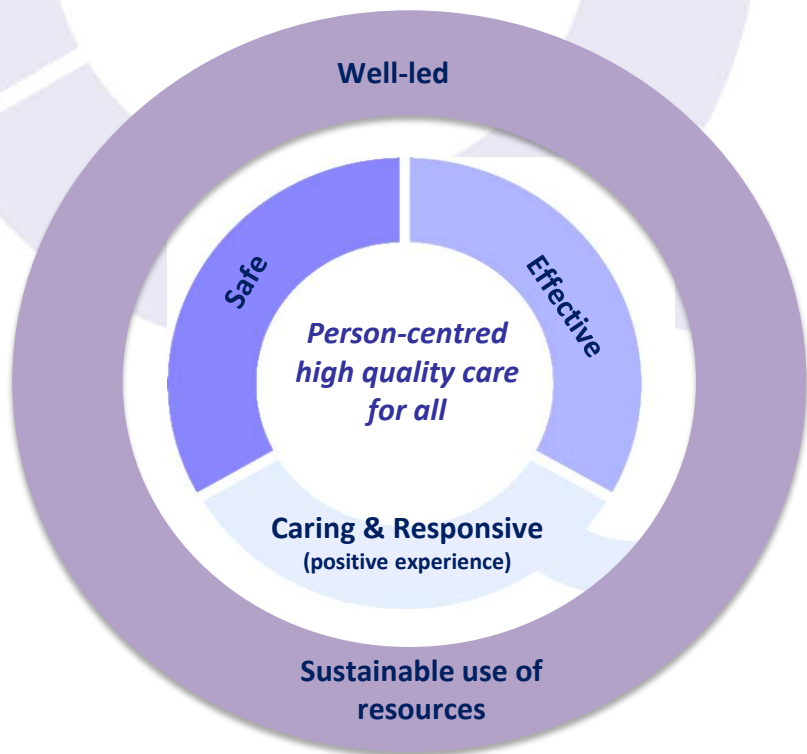 Well-led
Safe
Effective
Person-centred
high quality care
for all
Caring & Responsive
(positive experience)
Sustainable use of
resources